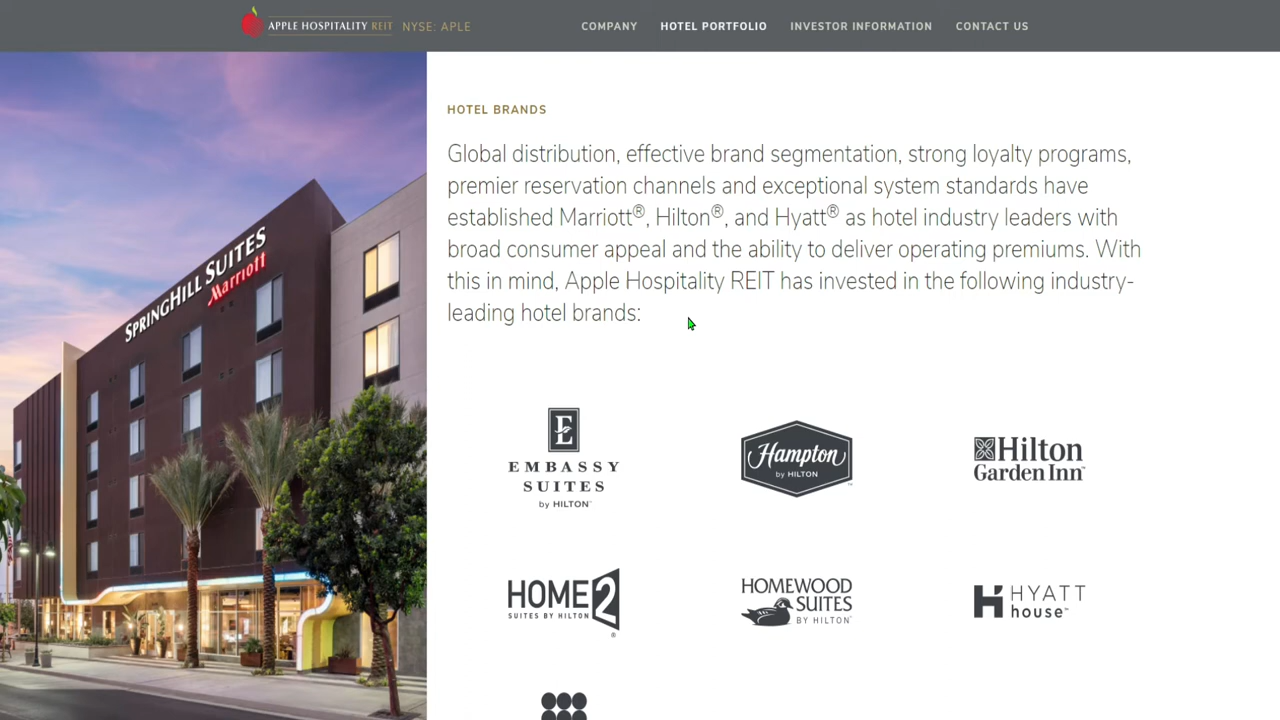 APPLE HOSPITALITY REIT NYSE: APLE COMPANY HOTEL PORTFOLIO INVESTOR INFORMATION CONTACT US
SPRINGHILL SUITES
Marriott
HOTEL BRANDS
Global distribution, effective brand segmentation, strong loyalty programs,
premier reservation channels and exceptional system standards have
established Marriott®, Hilton®, and Hyatt® as hotel industry leaders with
broad consumer appeal and the ability to deliver operating premiums. With
this in mind, Apple Hospitality REIT has invested in the following industry-
leading hotel brands:
E
EMBASSY
SUITES
by HILTON™
Hampton
by HILTON™
Hilton
Garden Inn™
HOME2
SUITES BY HILTON®
HOMEWOOD
SUITES
BY HILTON®
HYATT
house™